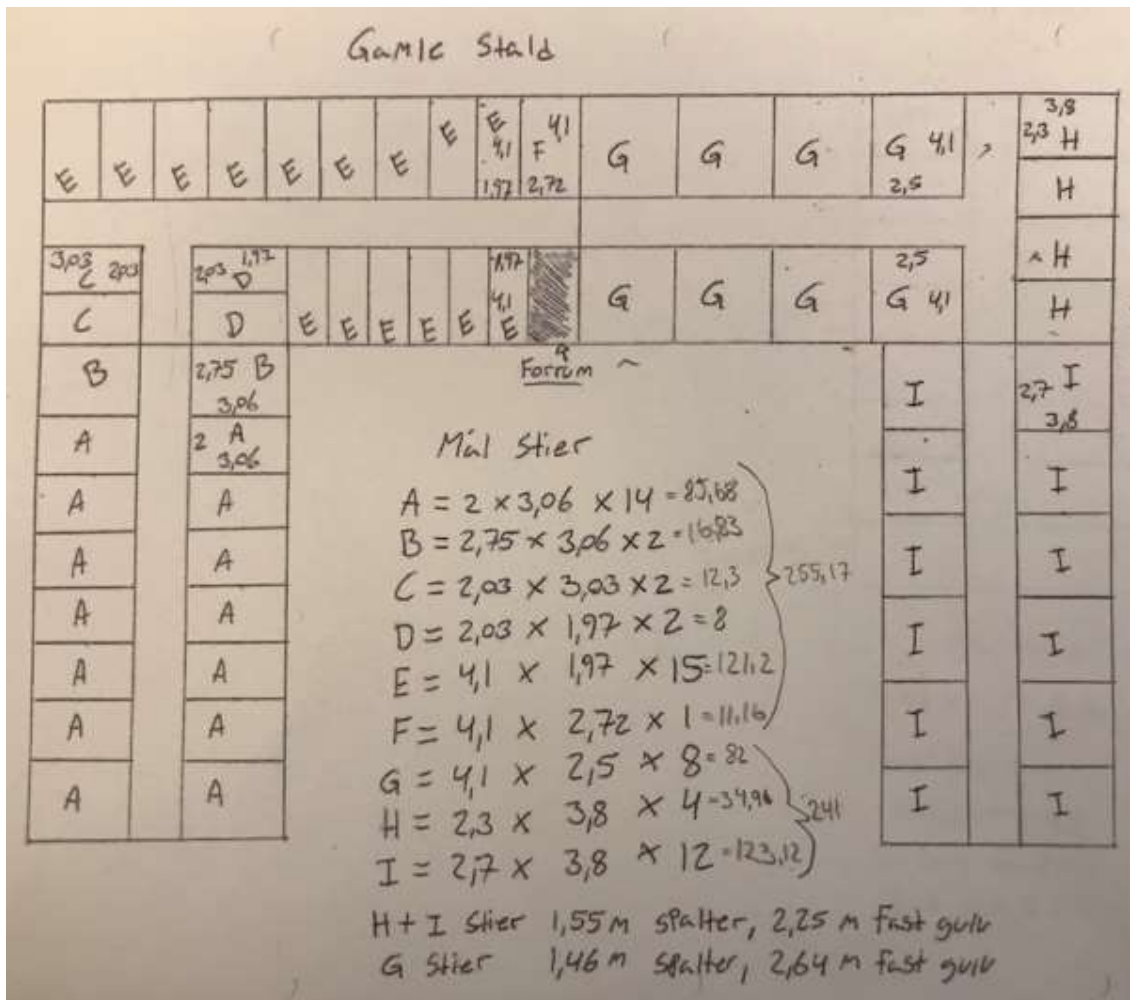 Gamle Stald
E E E E E E E E E 4,1 1,97 F 4,1 2,72 G G G G 4,1 2,5 3,8 2,3 H
H
3,03 C 2,03 2,03 1,97 D E E E E E 1,97 4,1 E G G G 2,5 G 4,1 H
C D H
B 2,75 B 3,06 Forrum I 2,7 I 3,8
A 2 A 3,06 I I
A A I I
A A I I
A A I I
A A I I
A A
A A
Mål Stier
A = 2 x 3,06 x 14 = 85,68
B = 2,75 x 3,06 x 2 = 16,83
C = 2,03 x 3,03 x 2 = 12,3
D = 2,03 x 1,97 x 2 = 8
E = 4,1 x 1,97 x 15 = 121,2
F = 4,1 x 2,72 x 1 = 11,16
255,17
G = 4,1 x 2,5 x 8 = 82
H = 2,3 x 3,8 x 4 = 34,96
I = 2,7 x 3,8 x 12 = 123,12
241
H + I Stier 1,55 m spalter, 2,25 m fast gulv
G Stier 1,46 m spalter, 2,64 m fast gulv